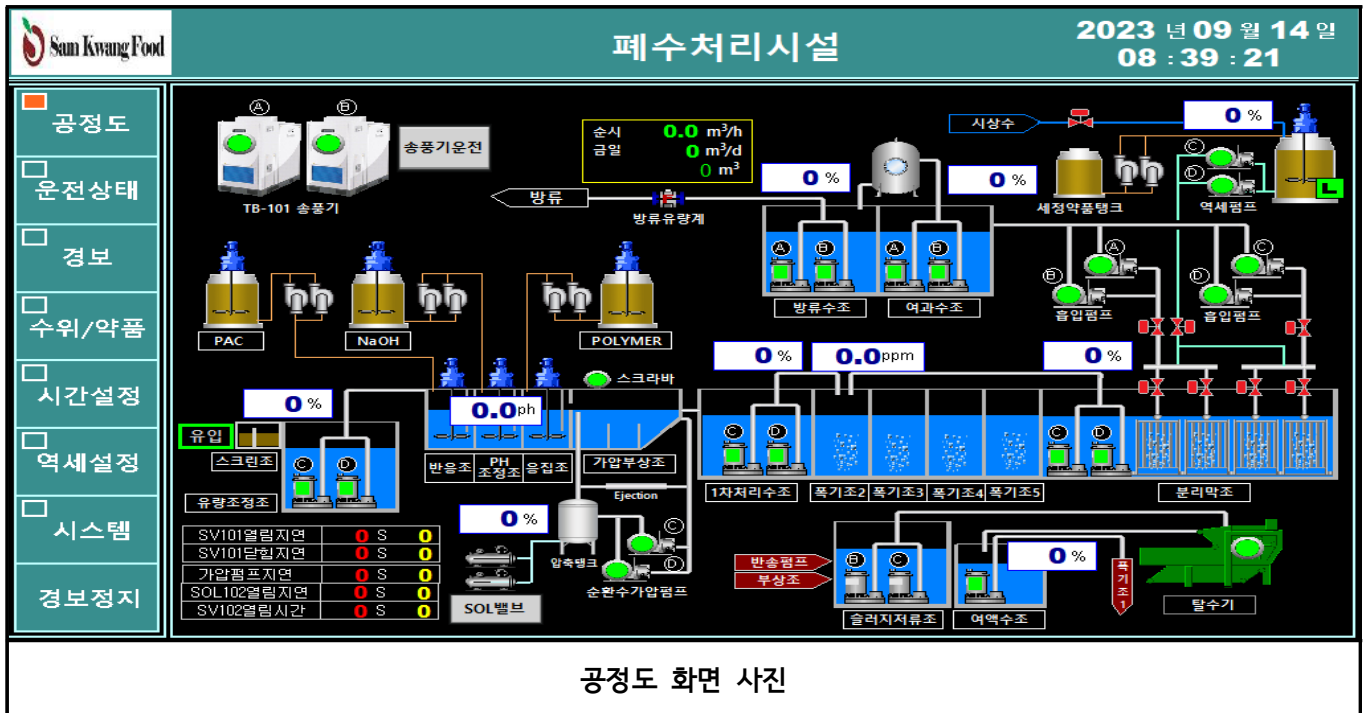 Sam Kwang Food
폐수처리시설
2023 년 09 월 14 일
08 : 39 : 21
공정도
운전상태
경보
수위/약품
시간설정
역세설정
시스템
경보정지
A
B
송풍기운전
TB-101 송풍기
순시 0.0 m³/h
금일 0 m³/d
0 m³
방류
방류유량계
0 %
0 %
시상수
0 %
세정약품탱크
C
D
역세펌프
L
A
B
A
B
방류수조
여과수조
A
B
흡입펌프
C
D
흡입펌프
PAC
NaOH
POLYMER
0 %
유입
스크린조
C
D
유량조정조
0.0 ph
스크라바
반응조
PH
조정조
응집조
가압부상조
Ejection
0 %
0.0 ppm
0 %
C
D
C
D
1차처리수조
폭기조2
폭기조3
폭기조4
폭기조5
분리막조
SV101열림지연 0 S 0
SV101닫힘지연 0 S 0
가압펌프지연 0 S 0
SOL102열림지연 0 S 0
SV102열림시간 0 S 0
0 %
압축탱크
SOL밸브
C
D
순환수가압펌프
반송펌프
부상조
B
C
슬러지저류조
여액수조
0 %
폭기조1
탈수기
공정도 화면 사진